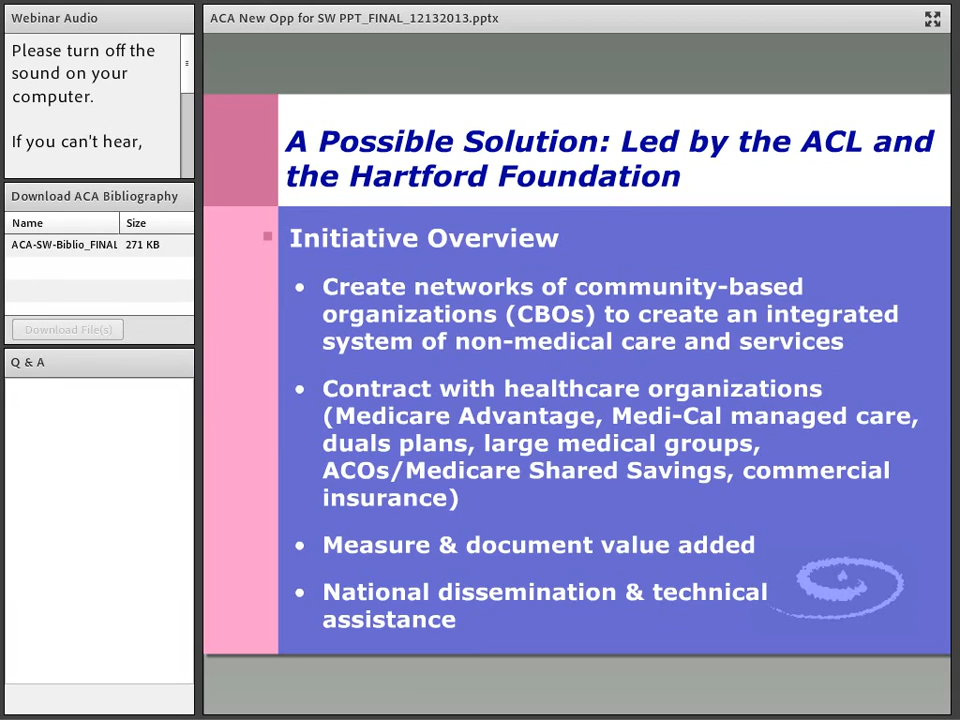 Webinar Audio
Please turn off the
sound on your
computer.
If you can't hear,
Download ACA Bibliography
Name Size
ACA-SW-Biblio_FINAL 271 KB
Download File(s)
Q & A
ACA New Opp for SW PPT_FINAL_12132013.pptx
A Possible Solution: Led by the ACL and
the Hartford Foundation
Initiative Overview
• Create networks of community-based
organizations (CBOs) to create an integrated
system of non-medical care and services
• Contract with healthcare organizations
(Medicare Advantage, Medi-Cal managed care,
duals plans, large medical groups,
ACOs/Medicare Shared Savings, commercial
insurance)
• Measure & document value added
• National dissemination & technical
assistance